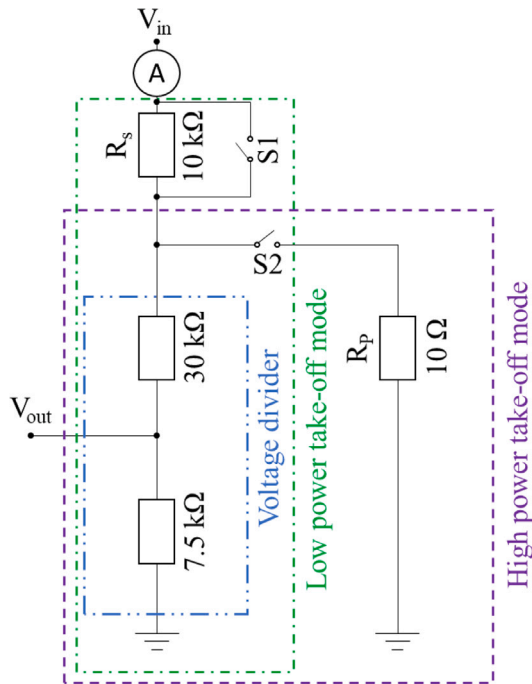 V_in
A
R_s
10 kΩ
S1
S2
30 kΩ
R_P
10 Ω
V_out
7.5 kΩ
Voltage divider
Low power take-off mode
High power take-off mode